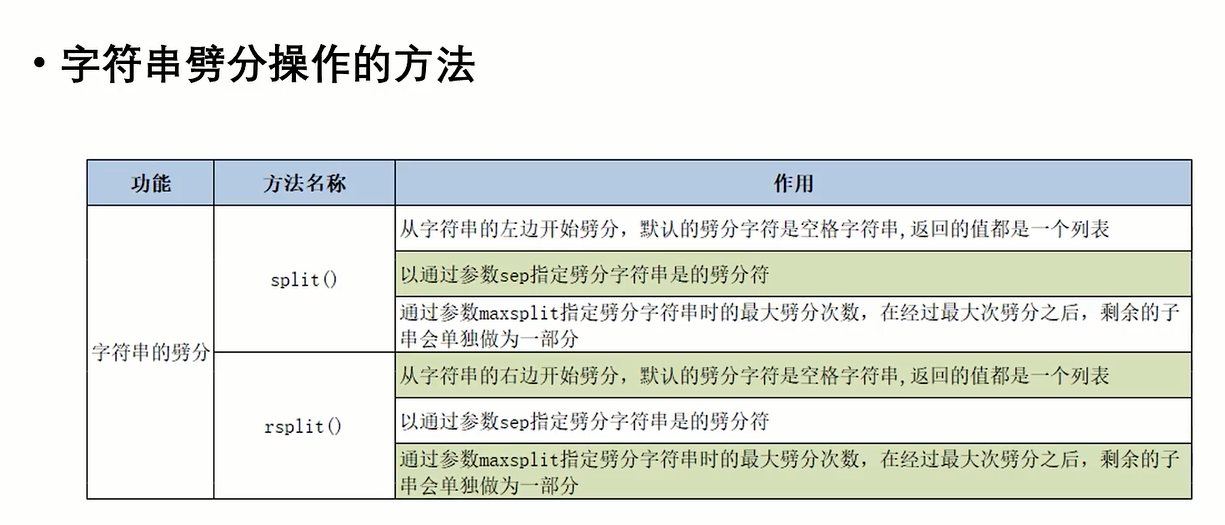 • 字符串劈分操作的方法
功能 方法名称 作用
字符串的劈分
split()
从字符串的左边开始劈分，默认的劈分字符是空格字符串,返回的值都是一个列表
以通过参数sep指定劈分字符串是的劈分符
通过参数maxsplit指定劈分字符串时的最大劈分次数，在经过最大次劈分之后，剩余的子
串会单独做为一部分
rsplit()
从字符串的右边开始劈分，默认的劈分字符是空格字符串,返回的值都是一个列表
以通过参数sep指定劈分字符串是的劈分符
通过参数maxsplit指定劈分字符串时的最大劈分次数，在经过最大次劈分之后，剩余的子
串会单独做为一部分